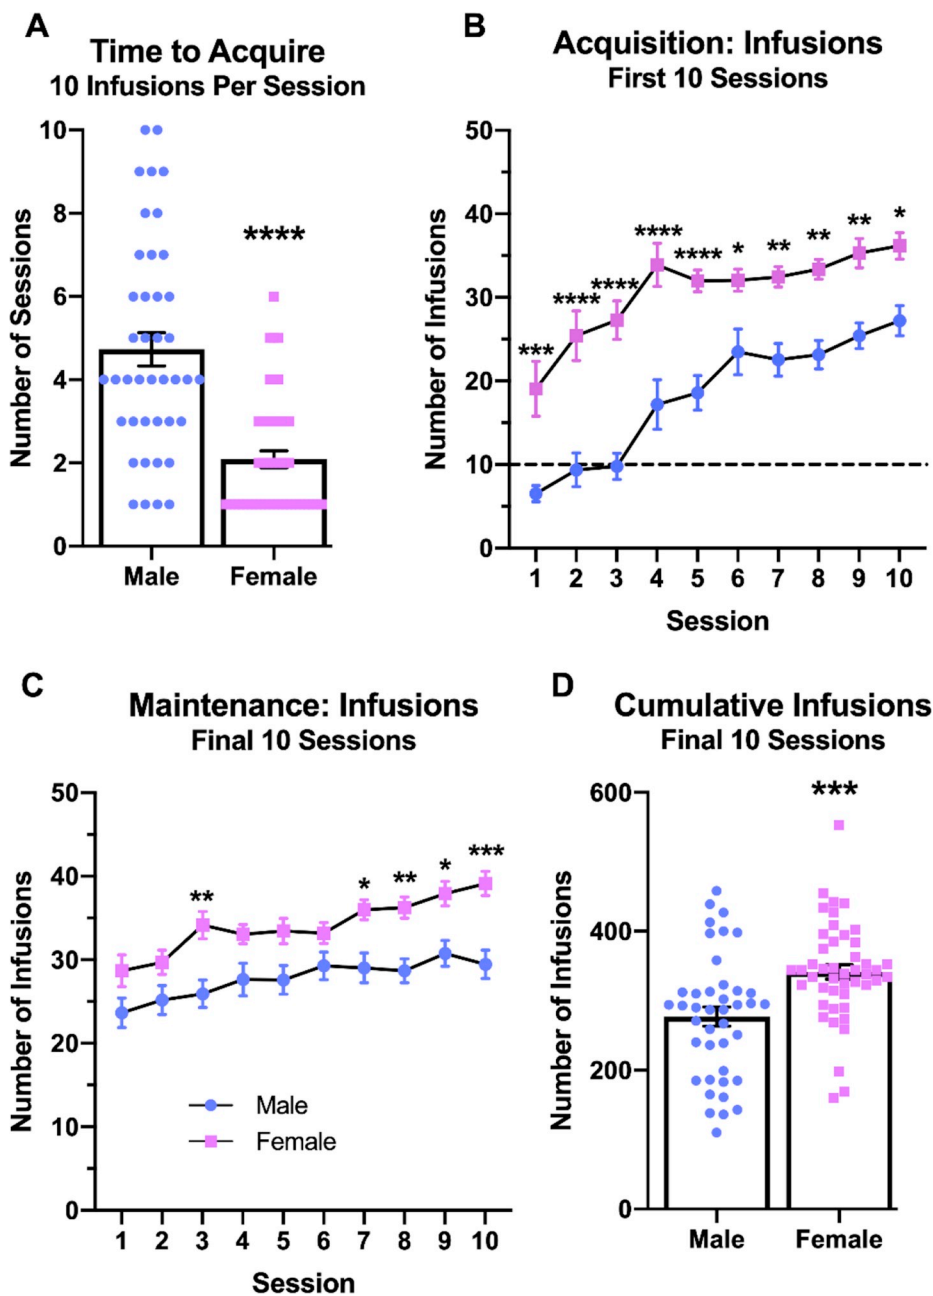 A
Time to Acquire
10 Infusions Per Session
Number of Sessions
10
8
6
4
2
0
****
Male
Female
B
Acquisition: Infusions
First 10 Sessions
Number of Infusions
50
40
30
20
10
0
***
****
****
****
****
*
**
**
**
*
1 2 3 4 5 6 7 8 9 10
Session
C
Maintenance: Infusions
Final 10 Sessions
Number of Infusions
50
40
30
20
10
0
**
*
**
*
***
Male
Female
1 2 3 4 5 6 7 8 9 10
Session
D
Cumulative Infusions
Final 10 Sessions
Number of Infusions
600
400
200
0
***
Male
Female